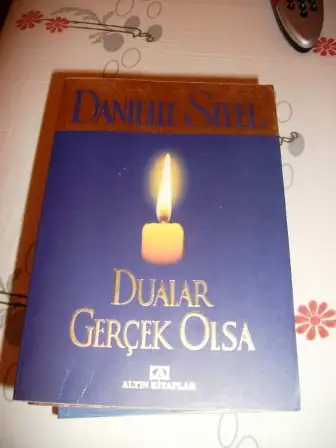 DANIELLE STEEL
DUALAR
GERÇEK OLSA
ALTIN KİTAPLAR